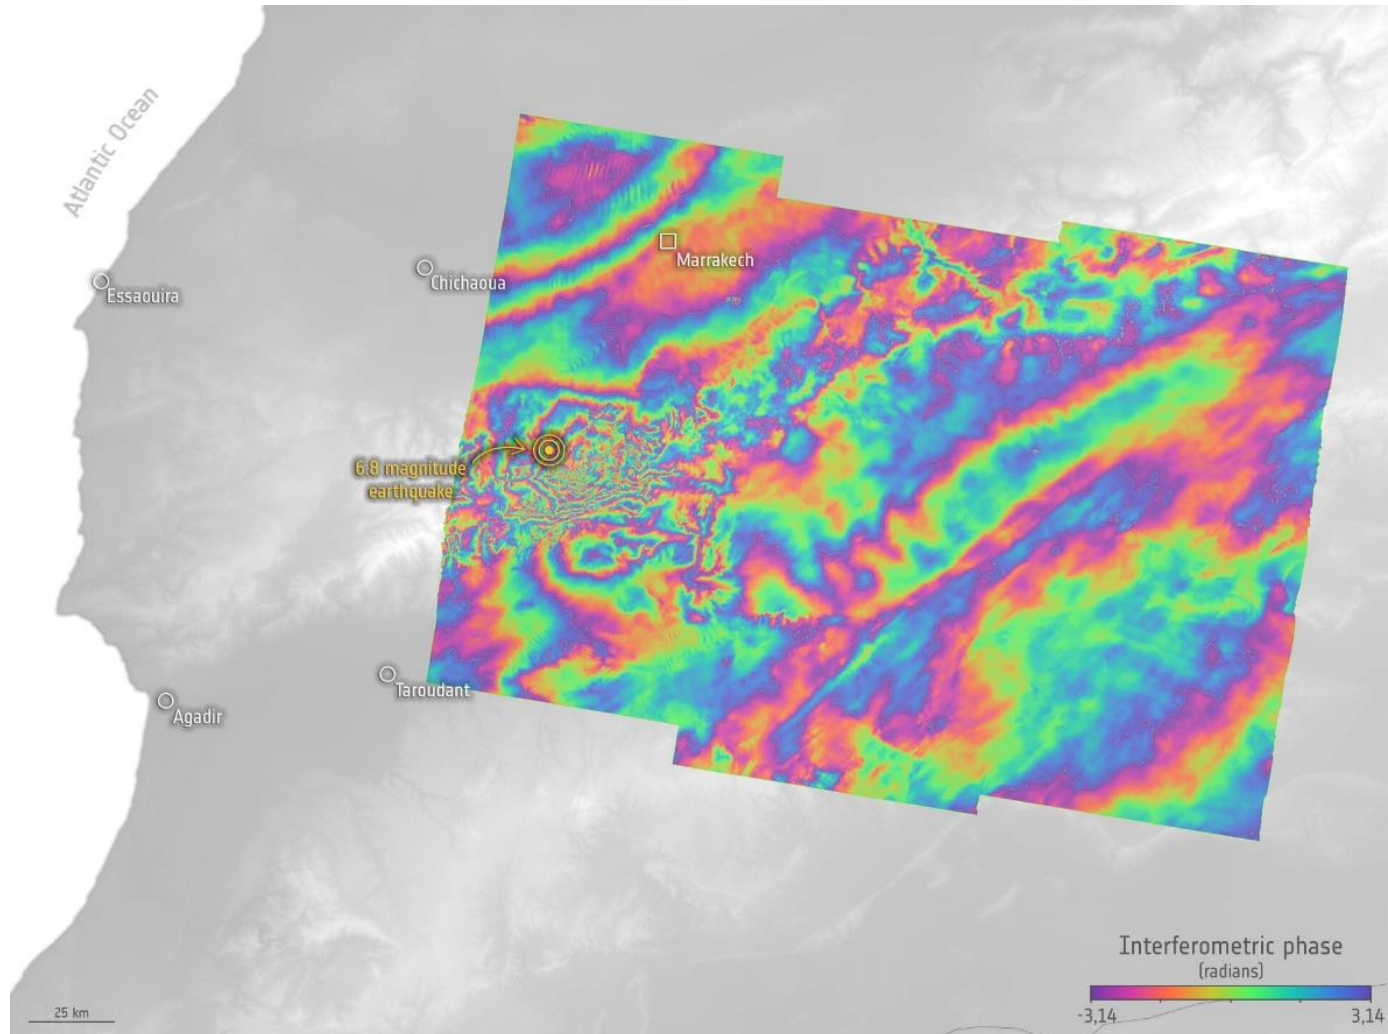 Atlantic Ocean
Marrakech
Chichaoua
Essaouira
6.8 magnitude
earthquake
Taroudant
Agadir
Interferometric phase
(radians)
-3,14
3,14
25 km